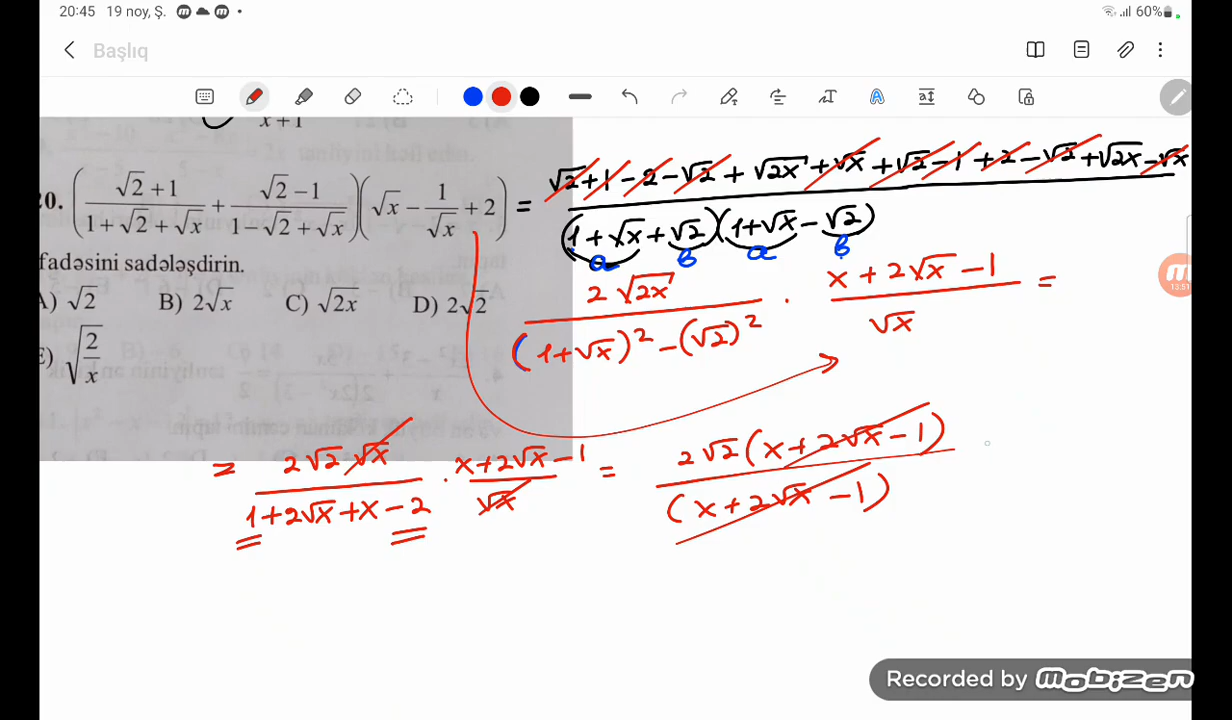 20:45 19 noy, Ş. 60%
Başlıq
x + 1
20. ( (√2 + 1)/(1 + √2 + √x) + (√2 − 1)/(1 − √2 + √x) ) ( √x − 1/√x + 2 ) = (√2 + 1 − 2 − √2 + √2x + √x + √2 − 1 + 2 − √2 + √2x − √x)/((1 + √x + √2)(1 + √x − √2))
a b a b
fadəsini sadələşdirin.
A) √2 B) 2√x C) √2x D) 2√2
E) √(2/x)
2√2x/((1 + √x)² − (√2)²) · (x + 2√x − 1)/√x =
= 2√2 √x/(1 + 2√x + x − 2) · (x + 2√x − 1)/√x = 2√2 (x + 2√x − 1)/(x + 2√x − 1)
13:51
Recorded by mobizen